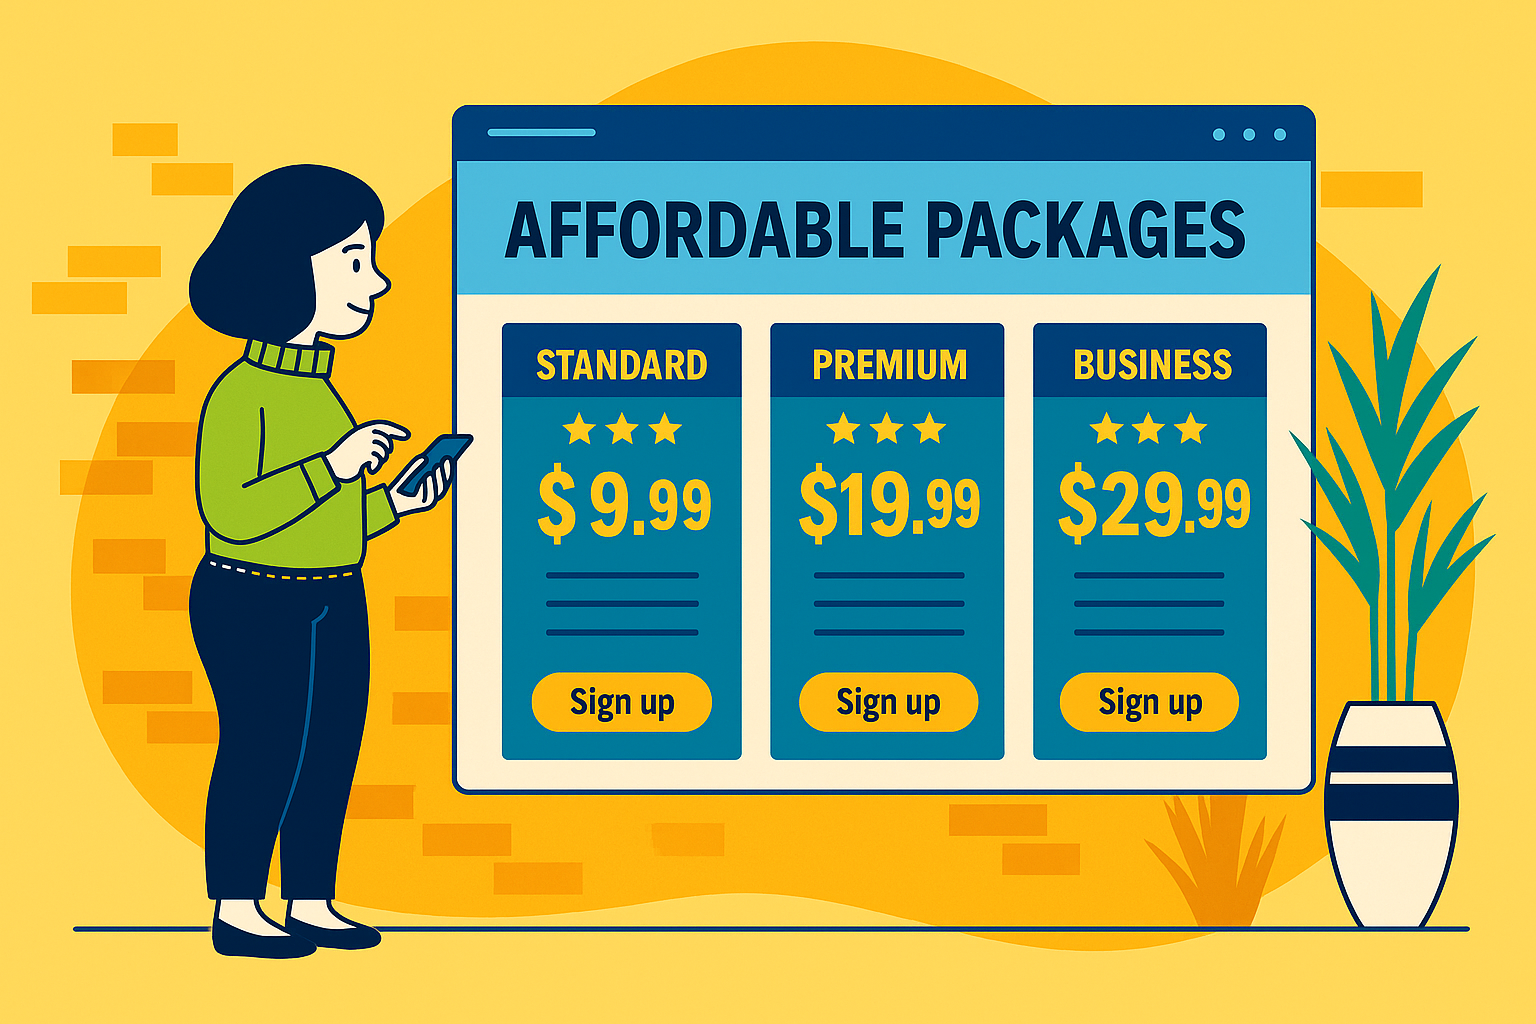 AFFORDABLE PACKAGES
STANDARD
$9.99
Sign up
PREMIUM
$19.99
Sign up
BUSINESS
$29.99
Sign up